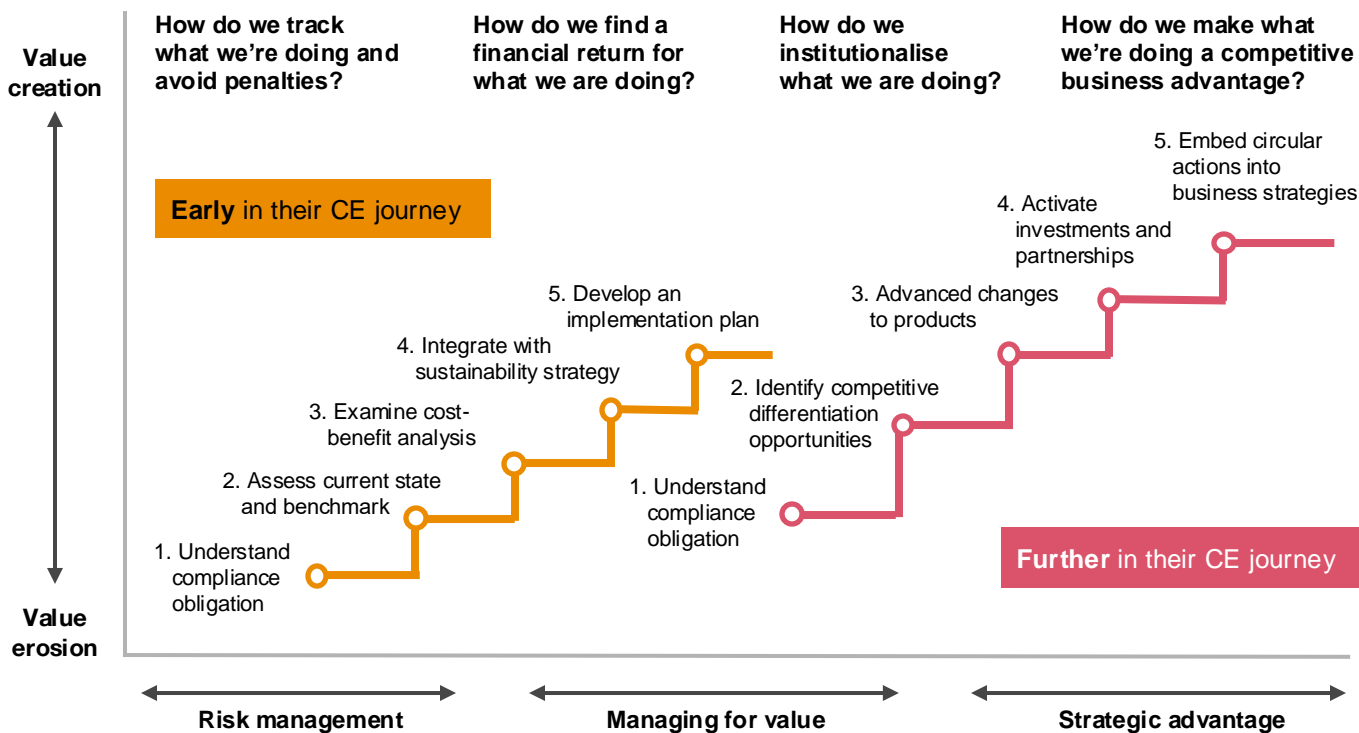 How do we track
what we're doing and
avoid penalties?
How do we find a
financial return for
what we are doing?
How do we
institutionalise
what we are doing?
How do we make what
we're doing a competitive
business advantage?
Value
creation
Value
erosion
Early in their CE journey
1. Understand
compliance
obligation
2. Assess current state
and benchmark
3. Examine cost-
benefit analysis
4. Integrate with
sustainability strategy
5. Develop an
implementation plan
1. Understand
compliance
obligation
2. Identify competitive
differentiation
opportunities
3. Advanced changes
to products
4. Activate
investments and
partnerships
5. Embed circular
actions into
business strategies
Further in their CE journey
Risk management
Managing for value
Strategic advantage